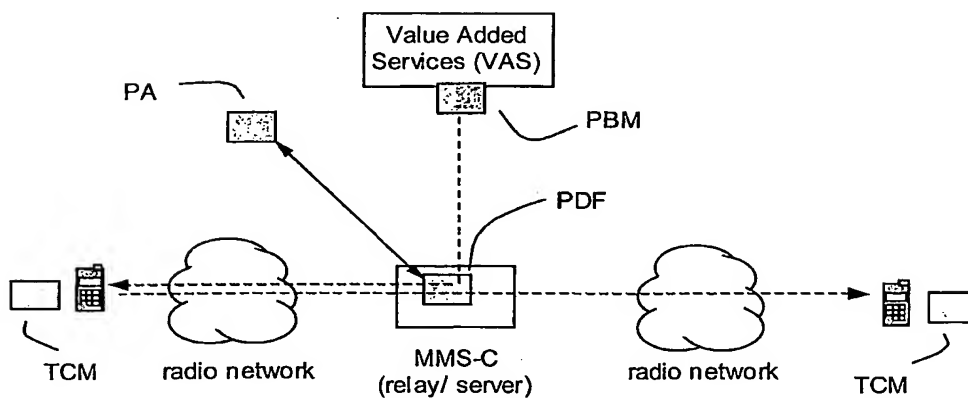 Value Added
Services (VAS)
PA
PBM
PDF
TCM
radio network
MMS-C
(relay/ server)
radio network
TCM